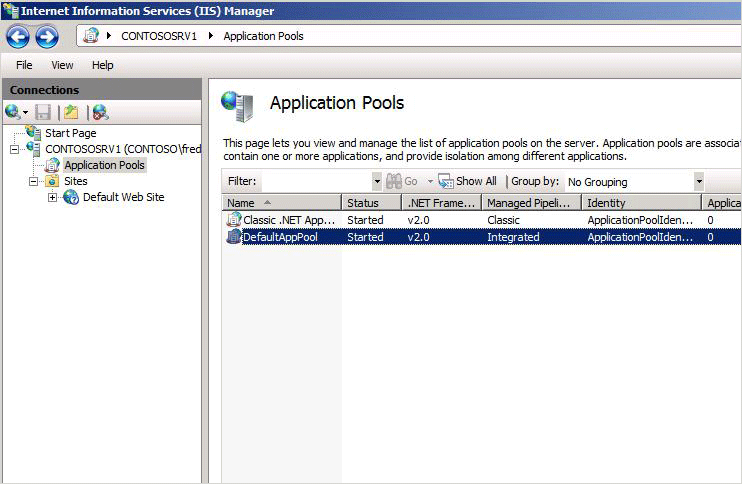 Internet Information Services (IIS) Manager
CONTOSOSRV1 Application Pools
File View Help
Connections
Start Page
CONTOSOSRV1 (CONTOSO\fred
Application Pools
Sites
Default Web Site
Application Pools
This page lets you view and manage the list of application pools on the server. Application pools are associat
contain one or more applications, and provide isolation among different applications.
Filter: Go Show All Group by: No Grouping
Name Status .NET Frame... Managed Pipeli... Identity Applica
Classic .NET App... Started v2.0 Classic ApplicationPoolIden... 0
DefaultAppPool Started v2.0 Integrated ApplicationPoolIden... 0